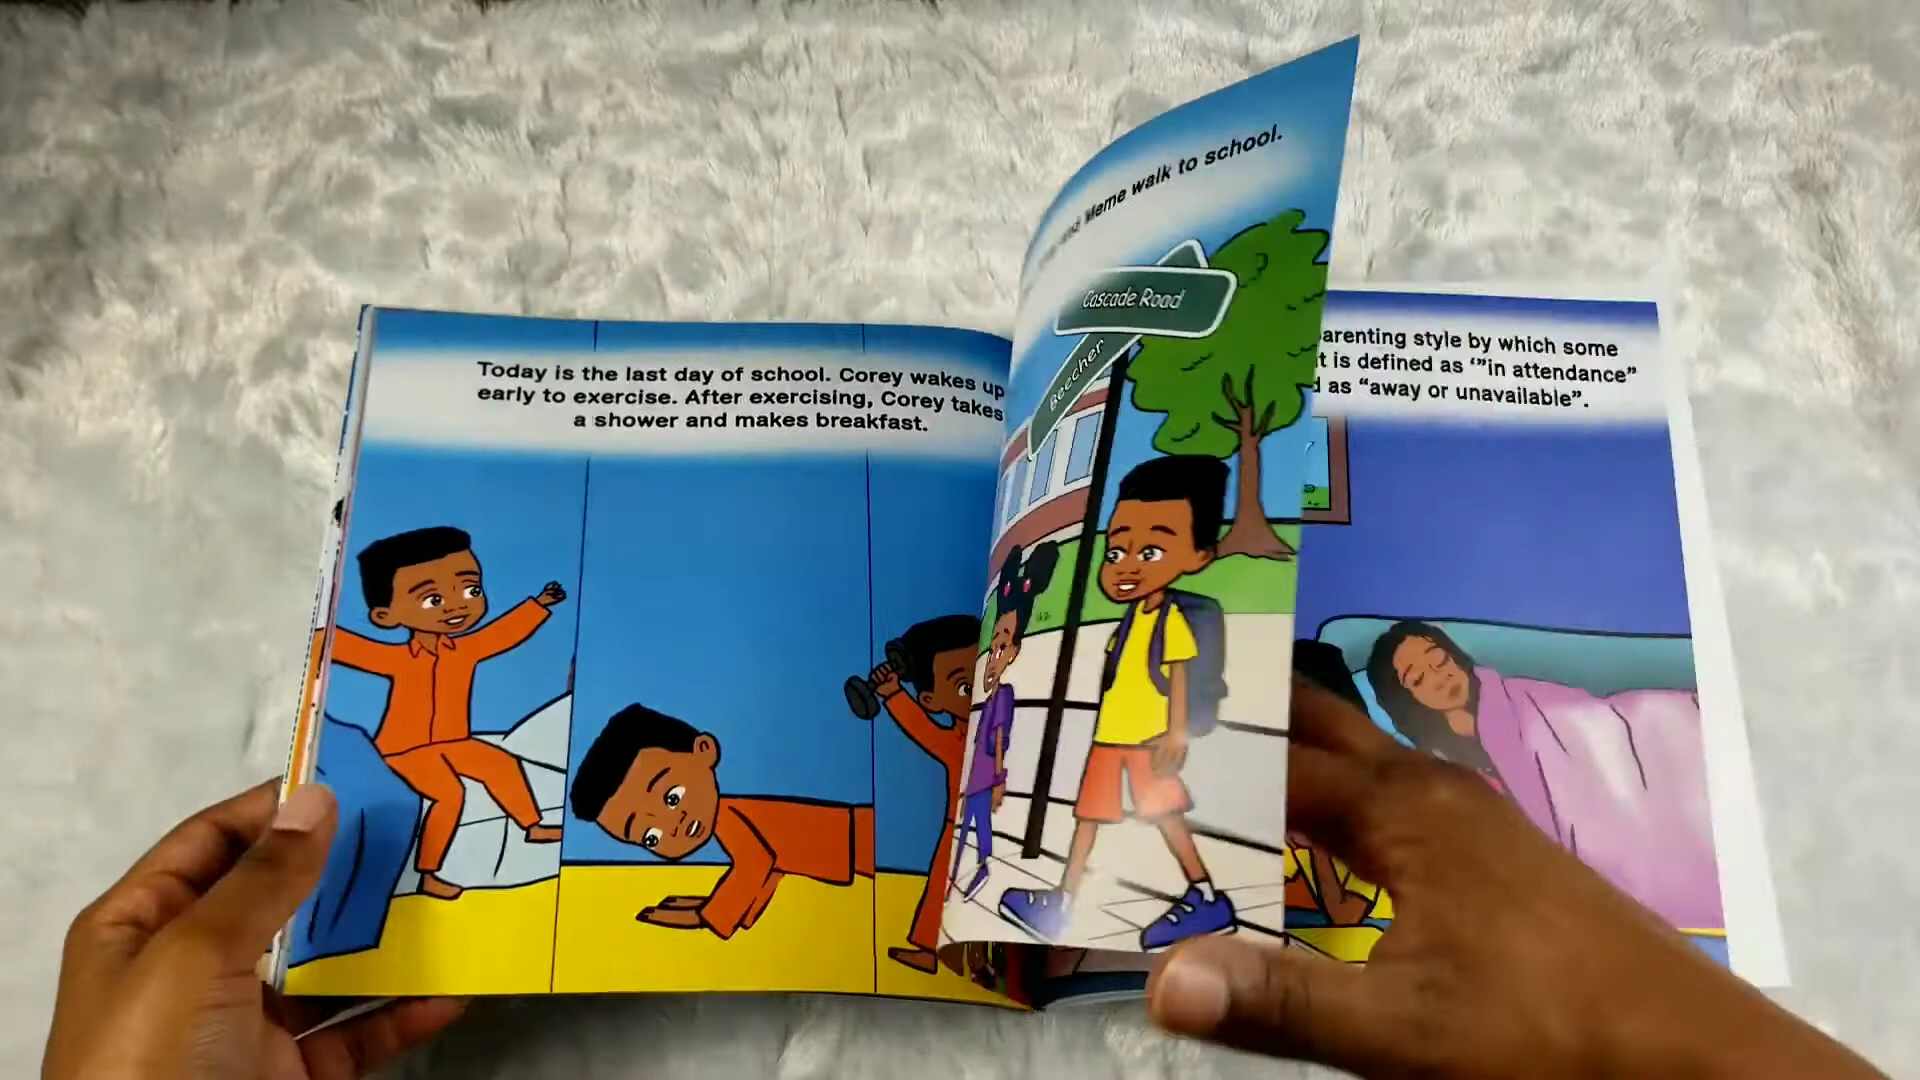 Today is the last day of school. Corey wakes up
early to exercise. After exercising, Corey takes
a shower and makes breakfast.
Meme walk to school.
Cascade Road
Beecher
parenting style by which some
t is defined as ‘”in attendance”
d as “away or unavailable”.